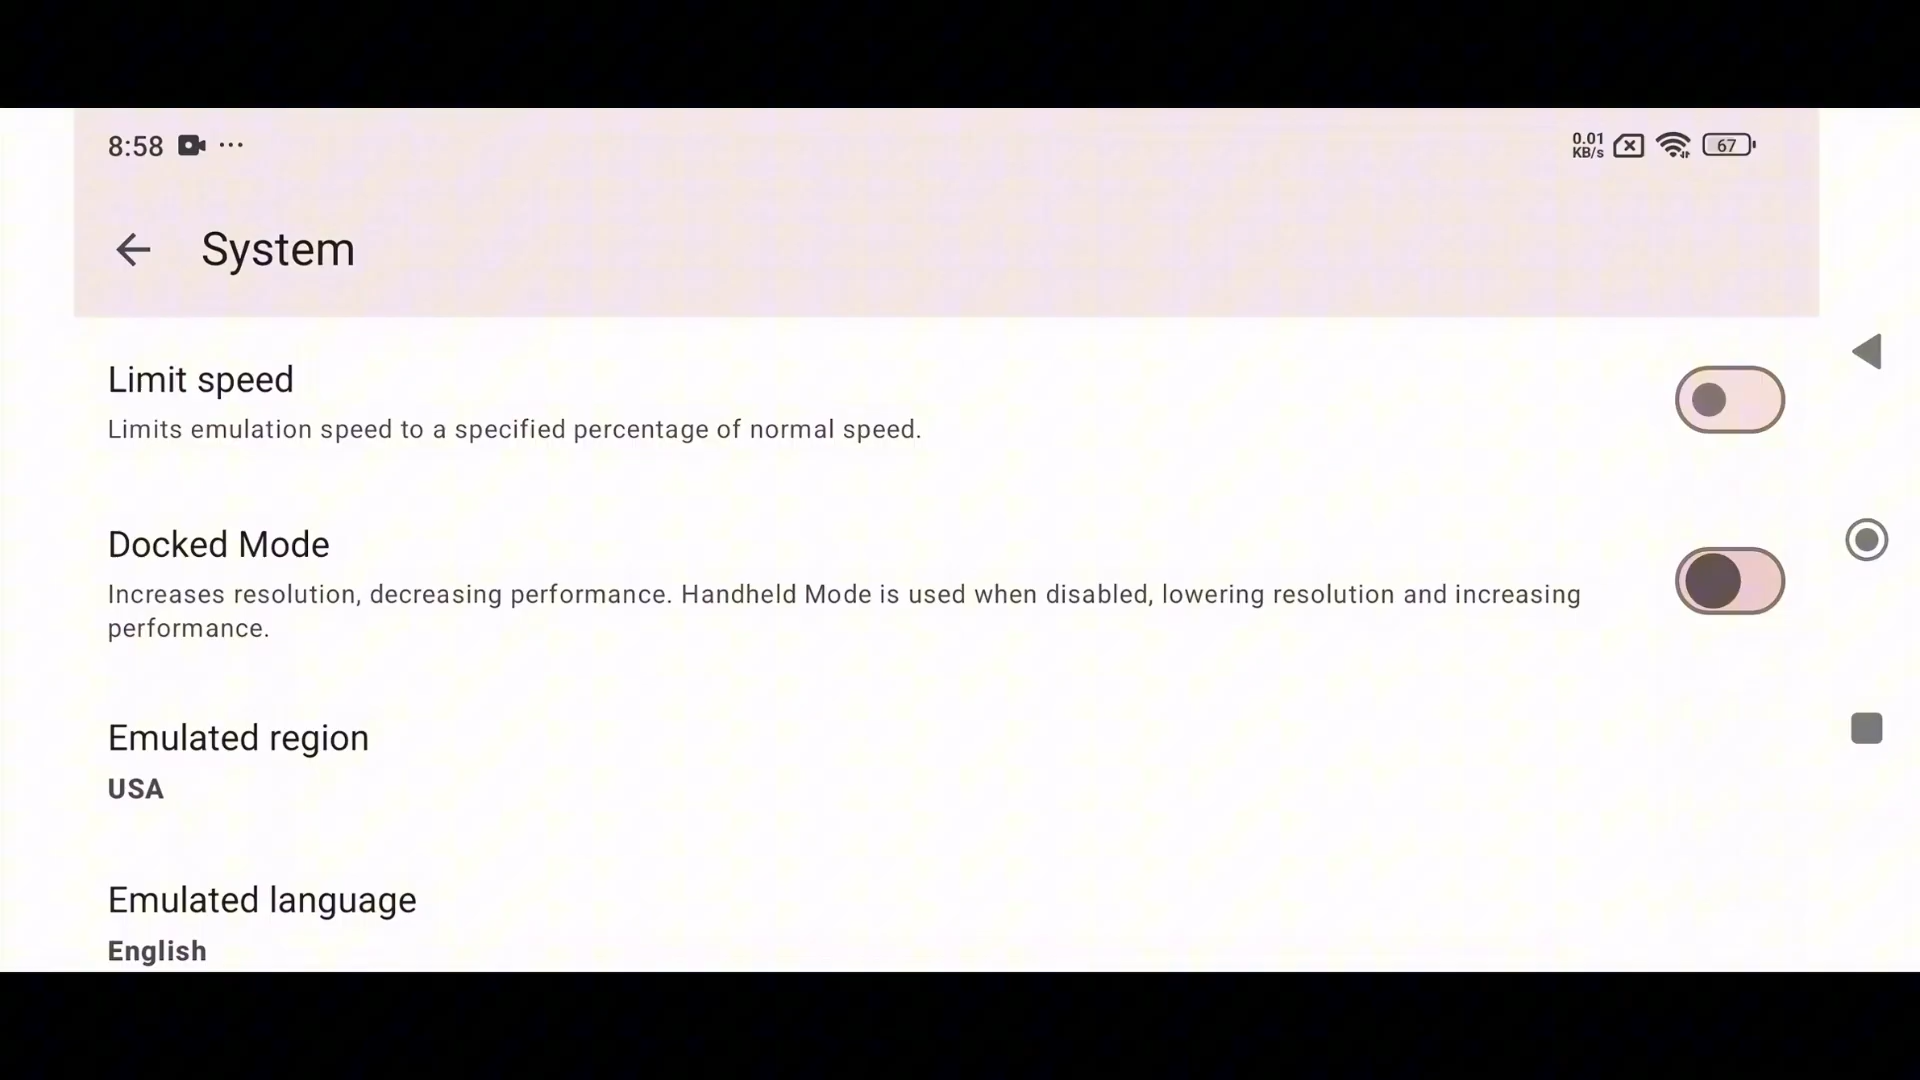 8:58 ...
0.01
KB/s
67
System
Limit speed
Limits emulation speed to a specified percentage of normal speed.
Docked Mode
Increases resolution, decreasing performance. Handheld Mode is used when disabled, lowering resolution and increasing
performance.
Emulated region
USA
Emulated language
English